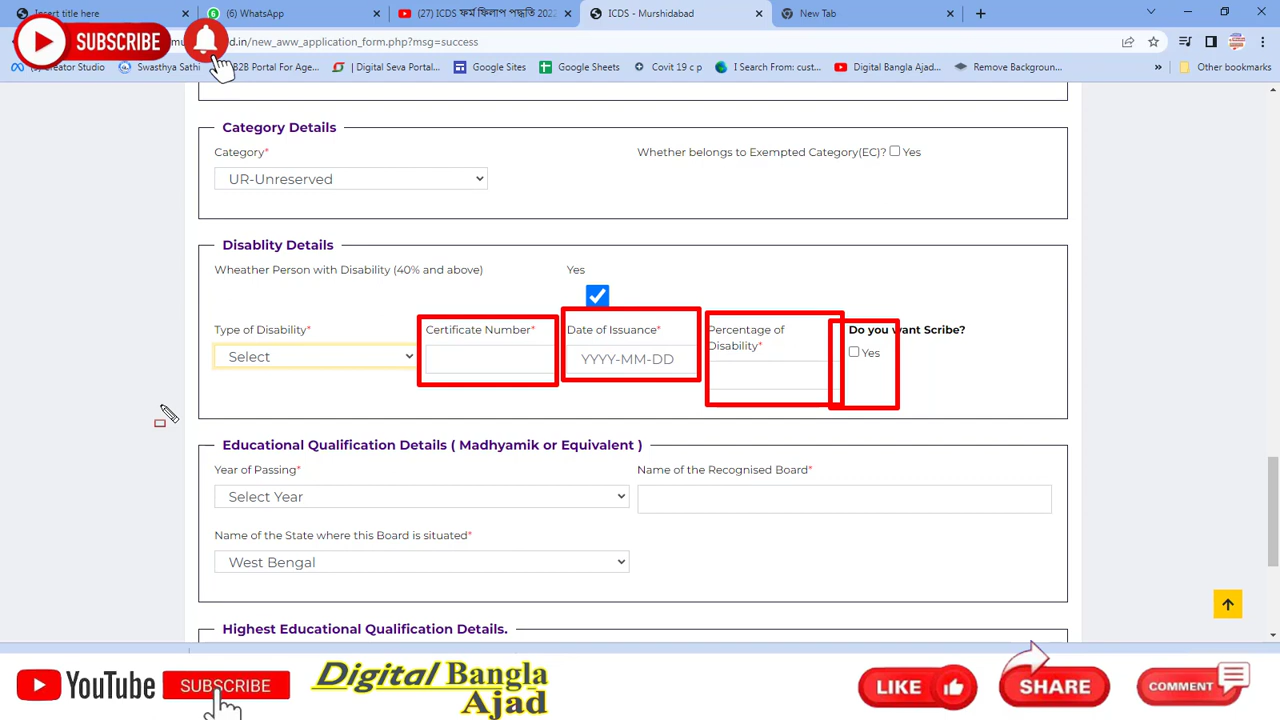 Insert title here
(6) WhatsApp
(27) ICDS ফর্ম ফিলাপ পদ্ধতি 2022
ICDS - Murshidabad
New Tab
SUBSCRIBE
d.in/new_aww_application_form.php?msg=success
Creator Studio
Swasthya Sathi
B2B Portal For Age...
| Digital Seva Portal...
Google Sites
Google Sheets
Covit 19 c p
I Search From: cust...
Digital Bangla Ajad...
Remove Backgroun...
»
Other bookmarks
Category Details
Category*
Whether belongs to Exempted Category(EC)? Yes
UR-Unreserved
Disablity Details
Wheather Person with Disability (40% and above)
Yes
Type of Disability*
Certificate Number*
Date of Issuance*
Percentage of
Disability*
Do you want Scribe?
Select
YYYY-MM-DD
Yes
Educational Qualification Details ( Madhyamik or Equivalent )
Year of Passing*
Name of the Recognised Board*
Select Year
Name of the State where this Board is situated*
West Bengal
Highest Educational Qualification Details.
YouTube
SUBSCRIBE
Digital Bangla
Ajad
LIKE
SHARE
COMMENT